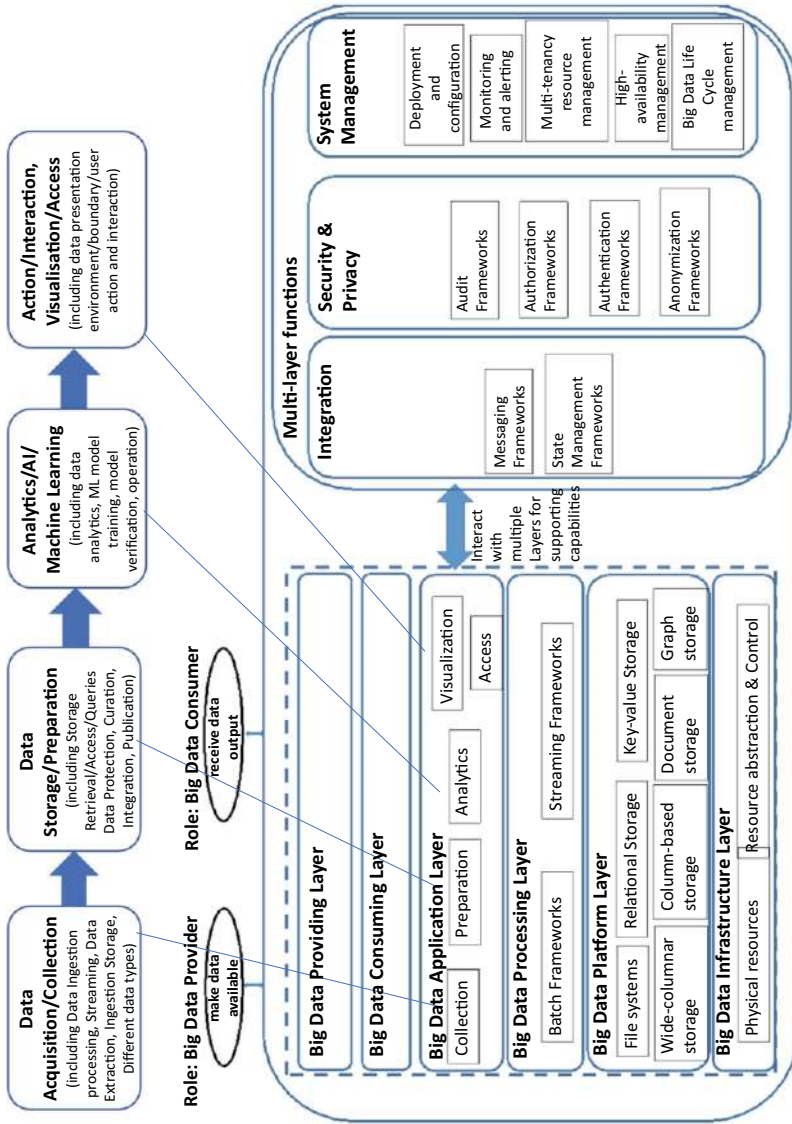 Data
Acquisition/Collection
(including Data Ingestion
processing, Streaming, Data
Extraction, Ingestion Storage,
Different data types)
Data
Storage/Preparation
(including Storage
Retrieval/Access/Queries
Data Protection, Curation,
Integration, Publication)
Analytics/AI/
Machine Learning
(including data
analytics, ML model
training, model
verification, operation)
Action/Interaction,
Visualisation/Access
(including data presentation
environment/boundary/user
action and interaction)
Role: Big Data Provider
make data
available
Role: Big Data Consumer
receive data
output
Big Data Providing Layer
Big Data Consuming Layer
Big Data Application Layer
Collection
Preparation
Analytics
Visualization
Access
Big Data Processing Layer
Batch Frameworks
Streaming Frameworks
Big Data Platform Layer
File systems
Relational Storage
Key-value Storage
Wide-columnar
storage
Column-based
storage
Document
storage
Graph
storage
Big Data Infrastructure Layer
Physical resources
Resource abstraction & Control
Interact
with
multiple
Layers for
supporting
capabilities
Multi-layer functions
Integration
Messaging
Frameworks
State
Management
Frameworks
Security &
Privacy
Audit
Frameworks
Authorization
Frameworks
Authentication
Frameworks
Anonymization
Frameworks
System
Management
Deployment
and
configuration
Monitoring
and alerting
Multi-tenancy
resource
management
High-
availability
management
Big Data Life
Cycle
management